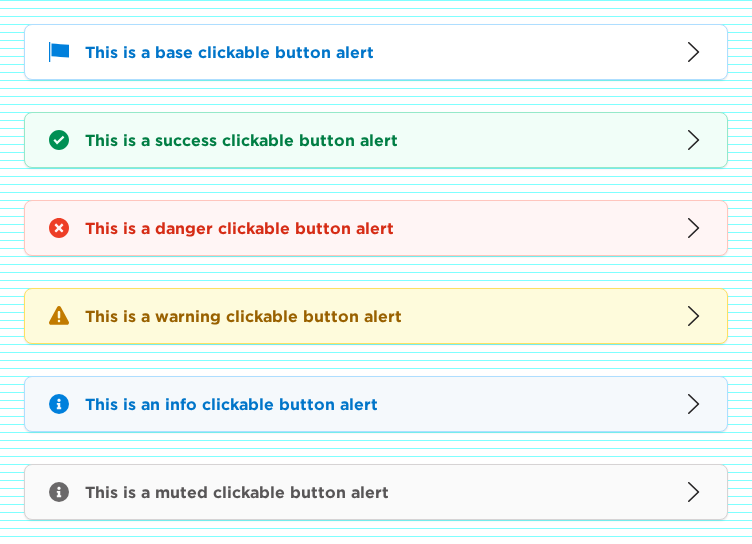 This is a base clickable button alert
This is a success clickable button alert
This is a danger clickable button alert
This is a warning clickable button alert
This is an info clickable button alert
This is a muted clickable button alert